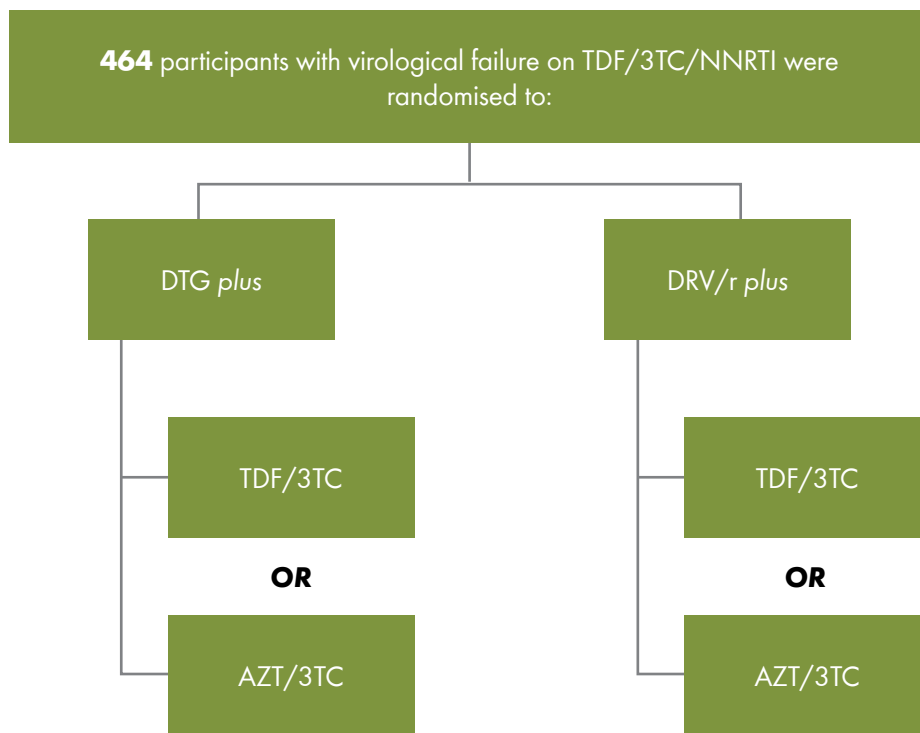 464 participants with virological failure on TDF/3TC/NNRTI were
randomised to:
DTG plus
DRV/r plus
TDF/3TC
OR
AZT/3TC
TDF/3TC
OR
AZT/3TC